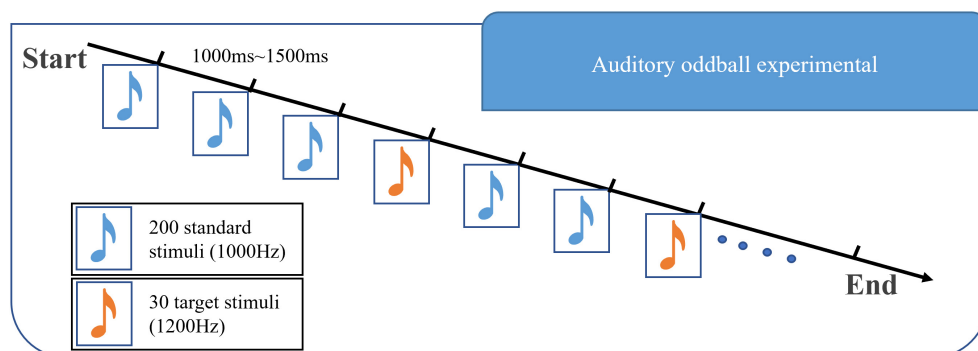 Start
1000ms~1500ms
Auditory oddball experimental
200 standard
stimuli (1000Hz)
30 target stimuli
(1200Hz)
End